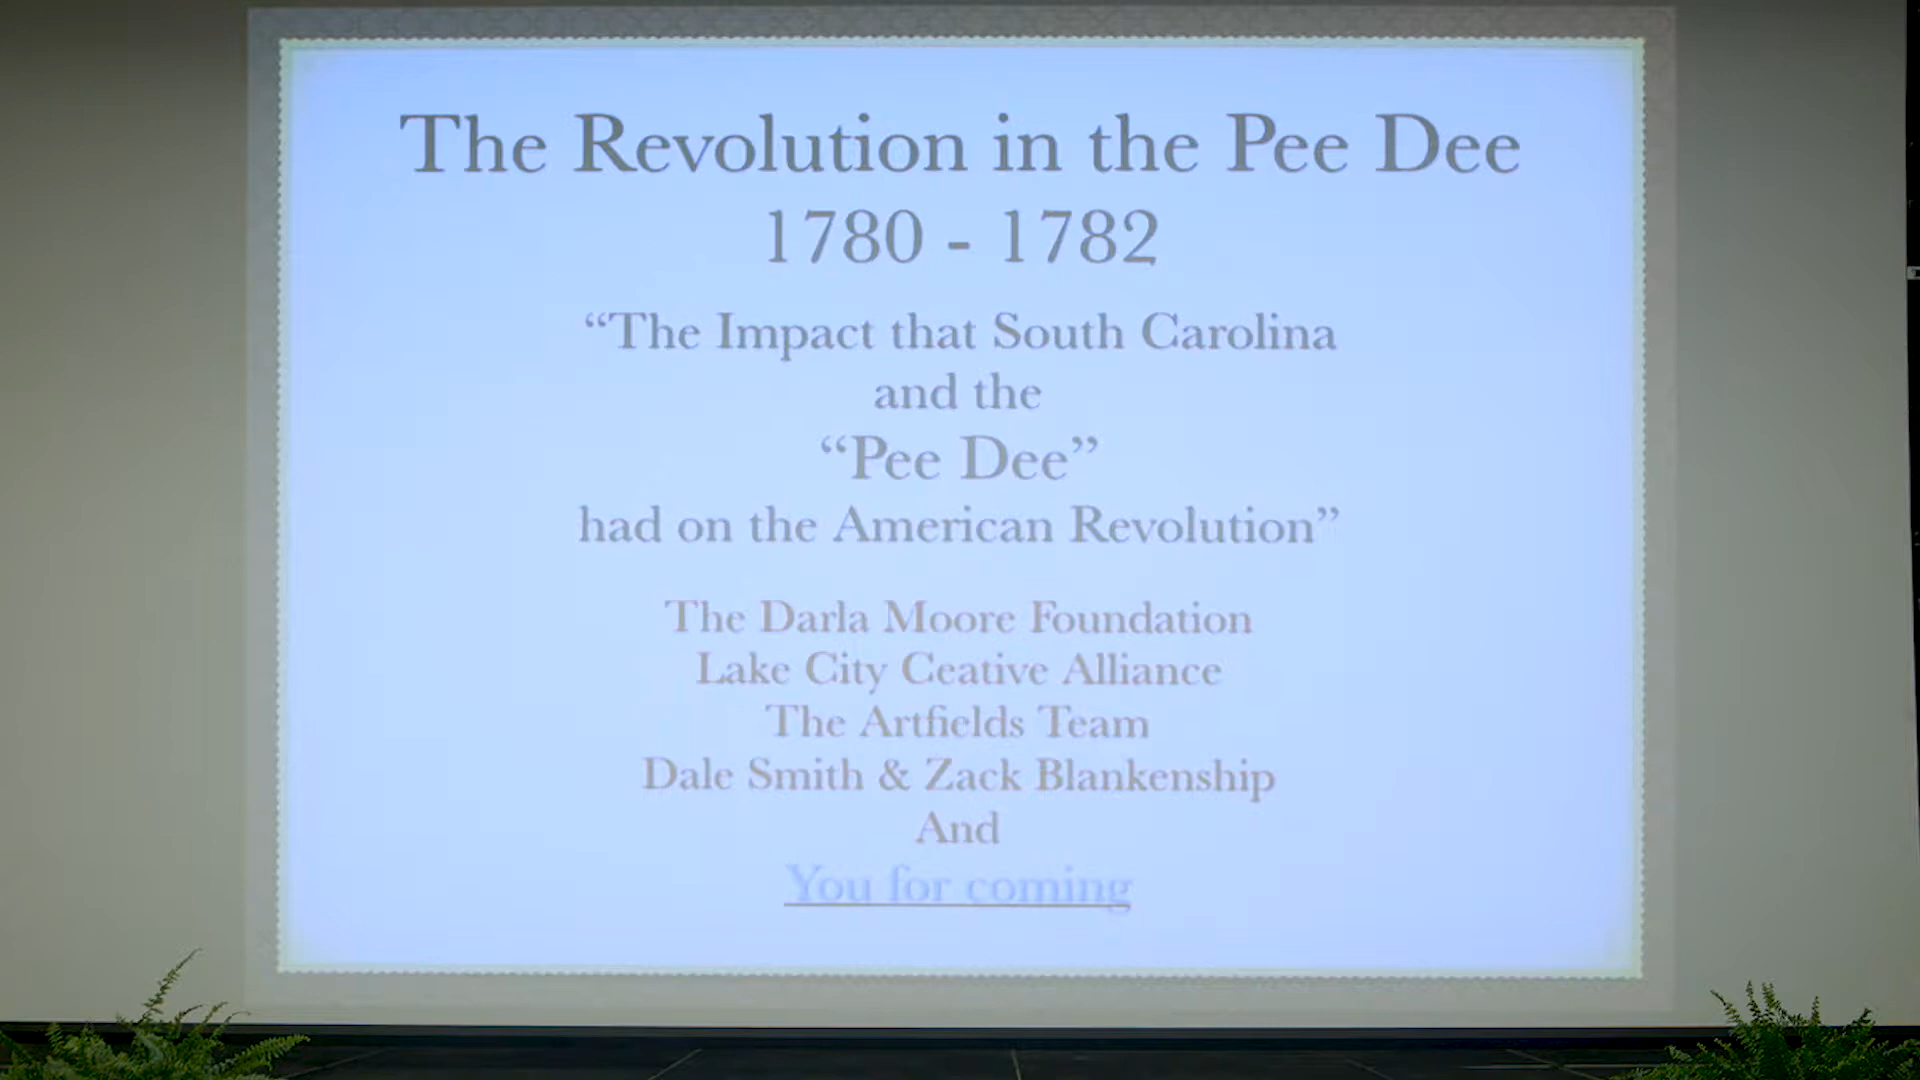 The Revolution in the Pee Dee
1780 - 1782
“The Impact that South Carolina
and the
“Pee Dee”
had on the American Revolution”
The Darla Moore Foundation
Lake City Ceative Alliance
The Artfields Team
Dale Smith & Zack Blankenship
And
You for coming